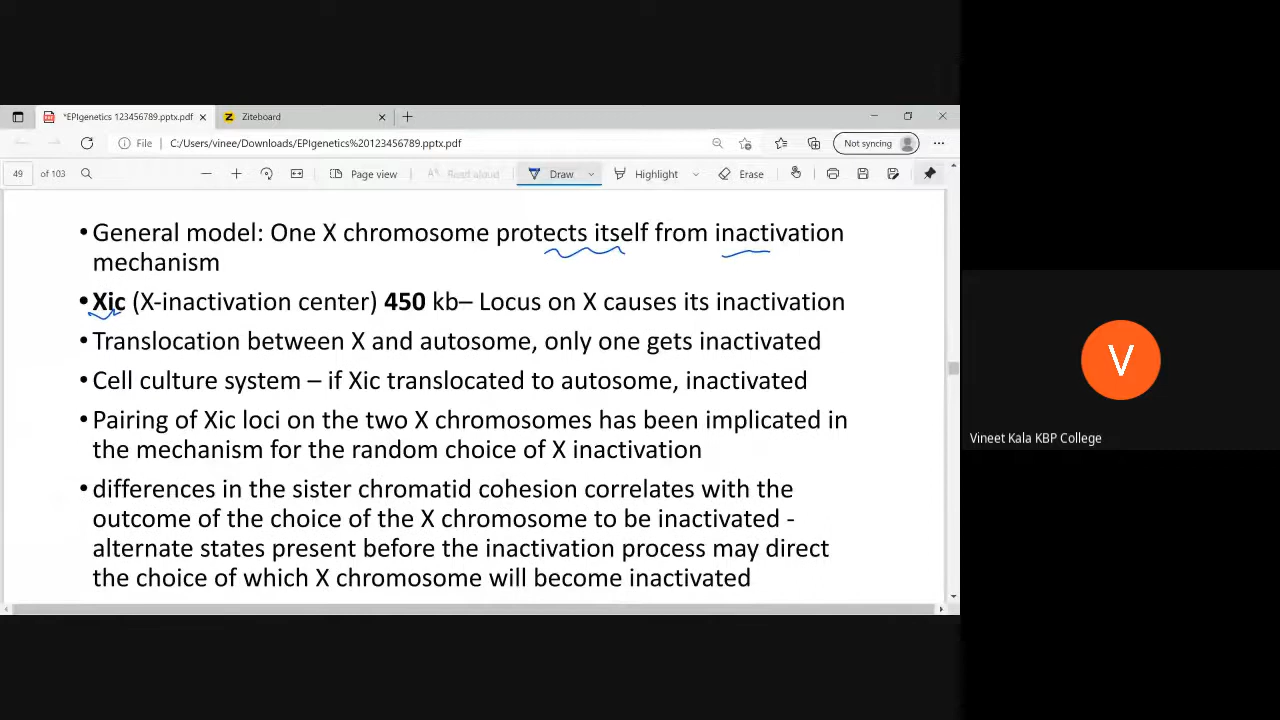 *EPIgenetics 123456789.pptx.pdf
Ziteboard
File
C:/Users/vinee/Downloads/EPIgenetics%20123456789.pptx.pdf
Not syncing
49 of 103
Page view
Read aloud
Draw
Highlight
Erase
•General model: One X chromosome protects itself from inactivation
mechanism
•Xic (X-inactivation center) 450 kb– Locus on X causes its inactivation
•Translocation between X and autosome, only one gets inactivated
•Cell culture system – if Xic translocated to autosome, inactivated
•Pairing of Xic loci on the two X chromosomes has been implicated in
the mechanism for the random choice of X inactivation
•differences in the sister chromatid cohesion correlates with the
outcome of the choice of the X chromosome to be inactivated -
alternate states present before the inactivation process may direct
the choice of which X chromosome will become inactivated
V
Vineet Kala KBP College